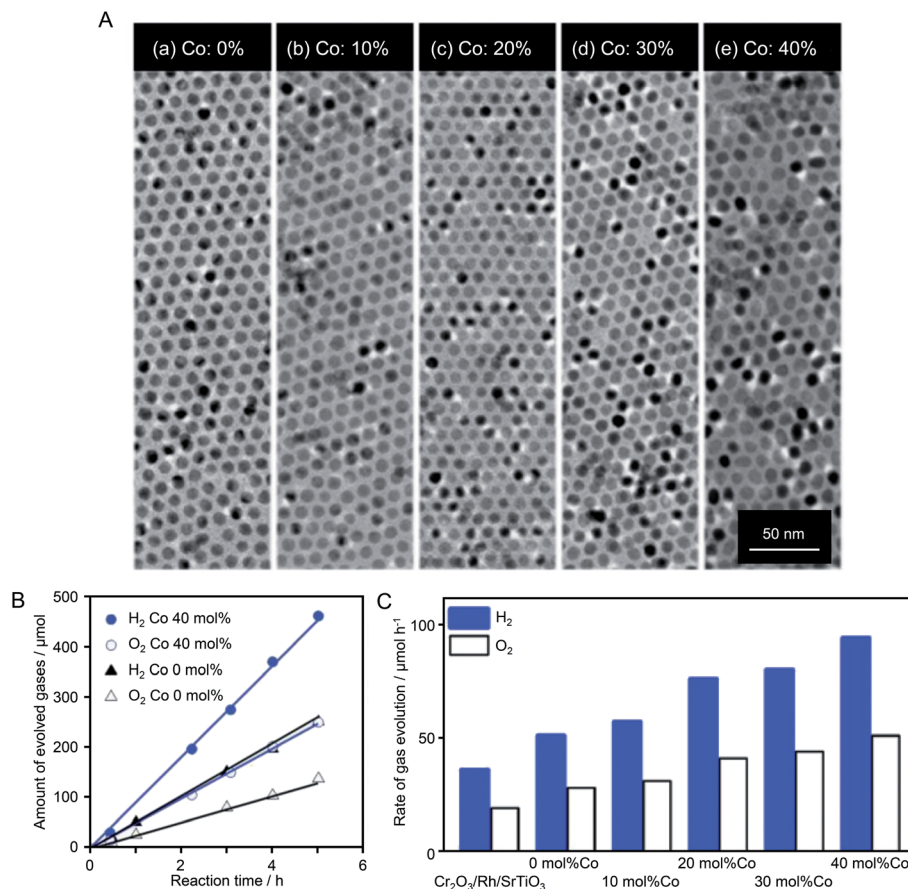 A
(a) Co: 0%
(b) Co: 10%
(c) Co: 20%
(d) Co: 30%
(e) Co: 40%
50 nm
B
Amount of evolved gases / μmol
500
400
300
200
100
0
H₂ Co 40 mol%
O₂ Co 40 mol%
H₂ Co 0 mol%
O₂ Co 0 mol%
0
2
4
6
Reaction time / h
C
Rate of gas evolution / μmol h⁻¹
100
50
0
H₂
O₂
0 mol%Co
20 mol%Co
40 mol%Co
Cr₂O₃/Rh/SrTiO₃
10 mol%Co
30 mol%Co